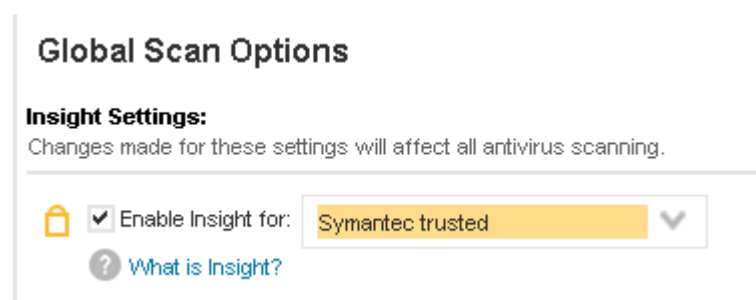 Global Scan Options
Insight Settings:
Changes made for these settings will affect all antivirus scanning.
Enable Insight for: Symantec trusted
? What is Insight?